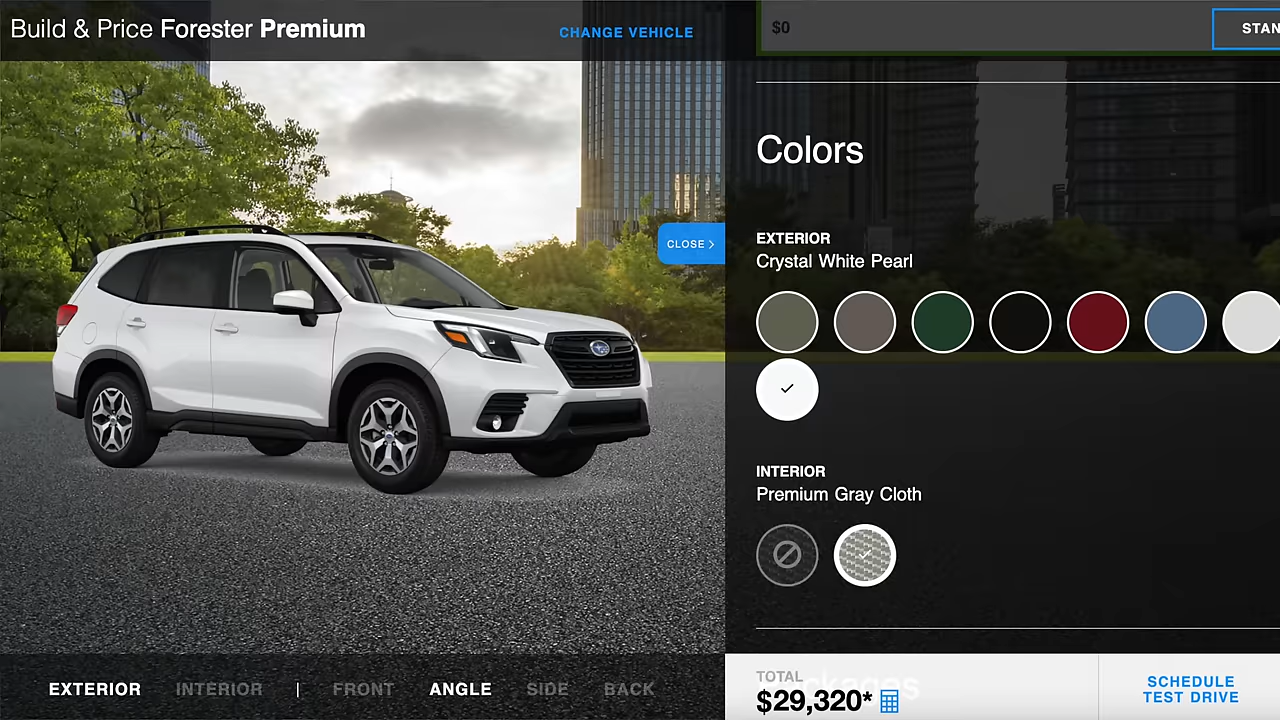 Build & Price Forester Premium
CHANGE VEHICLE
$0
STAN
Colors
CLOSE >
EXTERIOR
Crystal White Pearl
INTERIOR
Premium Gray Cloth
EXTERIOR INTERIOR | FRONT ANGLE SIDE BACK
TOTAL
$29,320*
SCHEDULE
TEST DRIVE